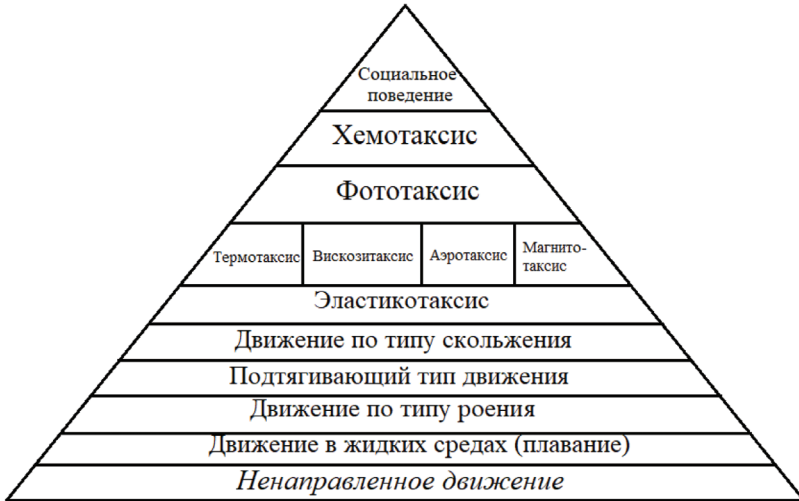 Социальное
поведение
Хемотаксис
Фототаксис
Термотаксис Вискозитаксис Аэротаксис Магнито-
таксис
Эластикотаксис
Движение по типу скольжения
Подтягивающий тип движения
Движение по типу роения
Движение в жидких средах (плавание)
Ненаправленное движение